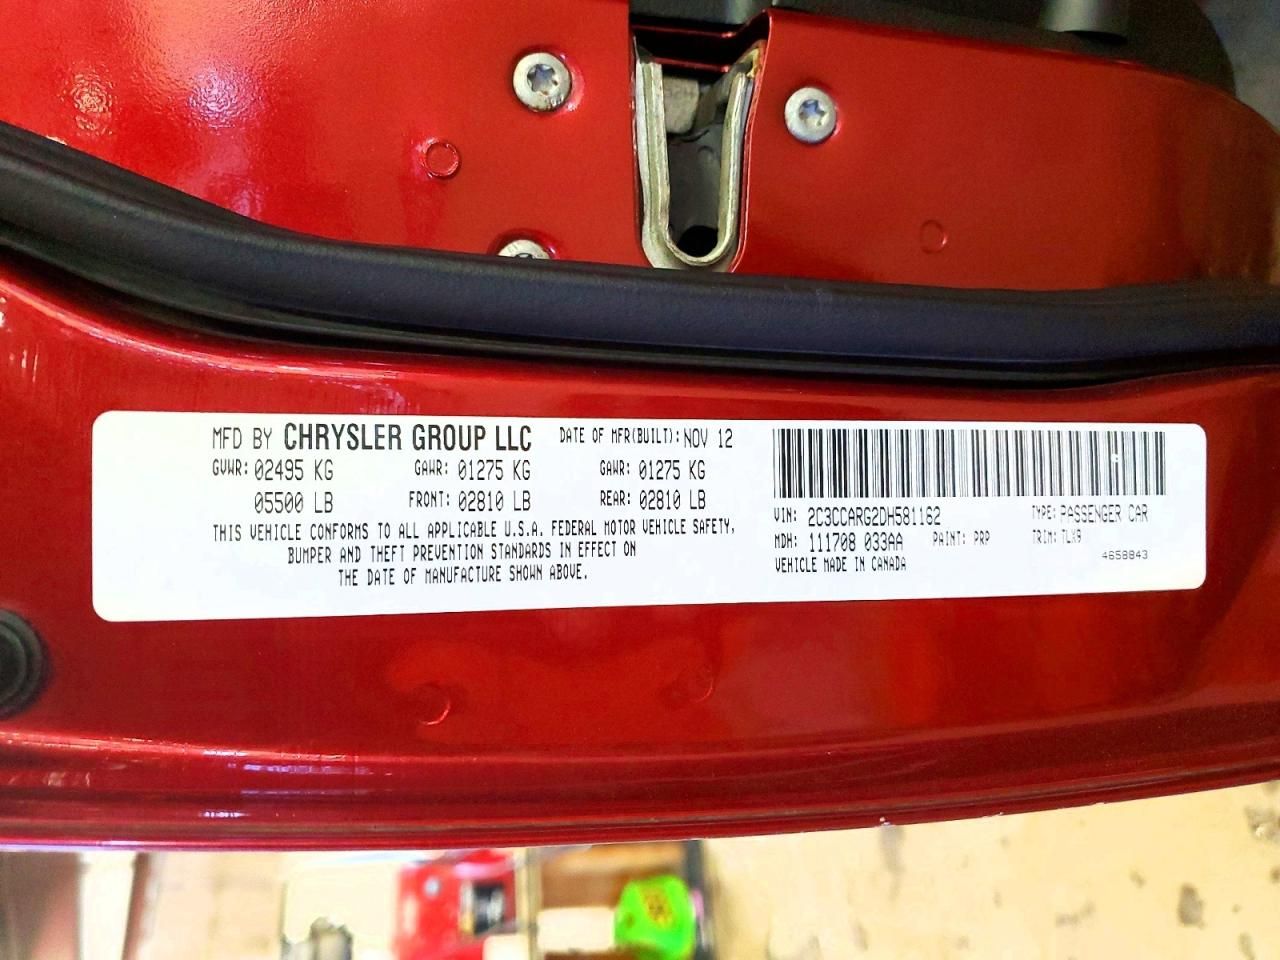 MFD BY CHRYSLER GROUP LLC DATE OF MFR(BUILT): NOV 12
GVWR: 02495 KG GAWR: 01275 KG GAWR: 01275 KG
05500 LB FRONT: 02810 LB REAR: 02810 LB
THIS VEHICLE CONFORMS TO ALL APPLICABLE U.S.A. FEDERAL MOTOR VEHICLE SAFETY,
BUMPER AND THEFT PREVENTION STANDARDS IN EFFECT ON
THE DATE OF MANUFACTURE SHOWN ABOVE.
VIN: 2C3CCARG2DH581162 TYPE: PASSENGER CAR
MDH: 111708 033AA PAINT: PRP TRIM: TLX9
VEHICLE MADE IN CANADA 4658843